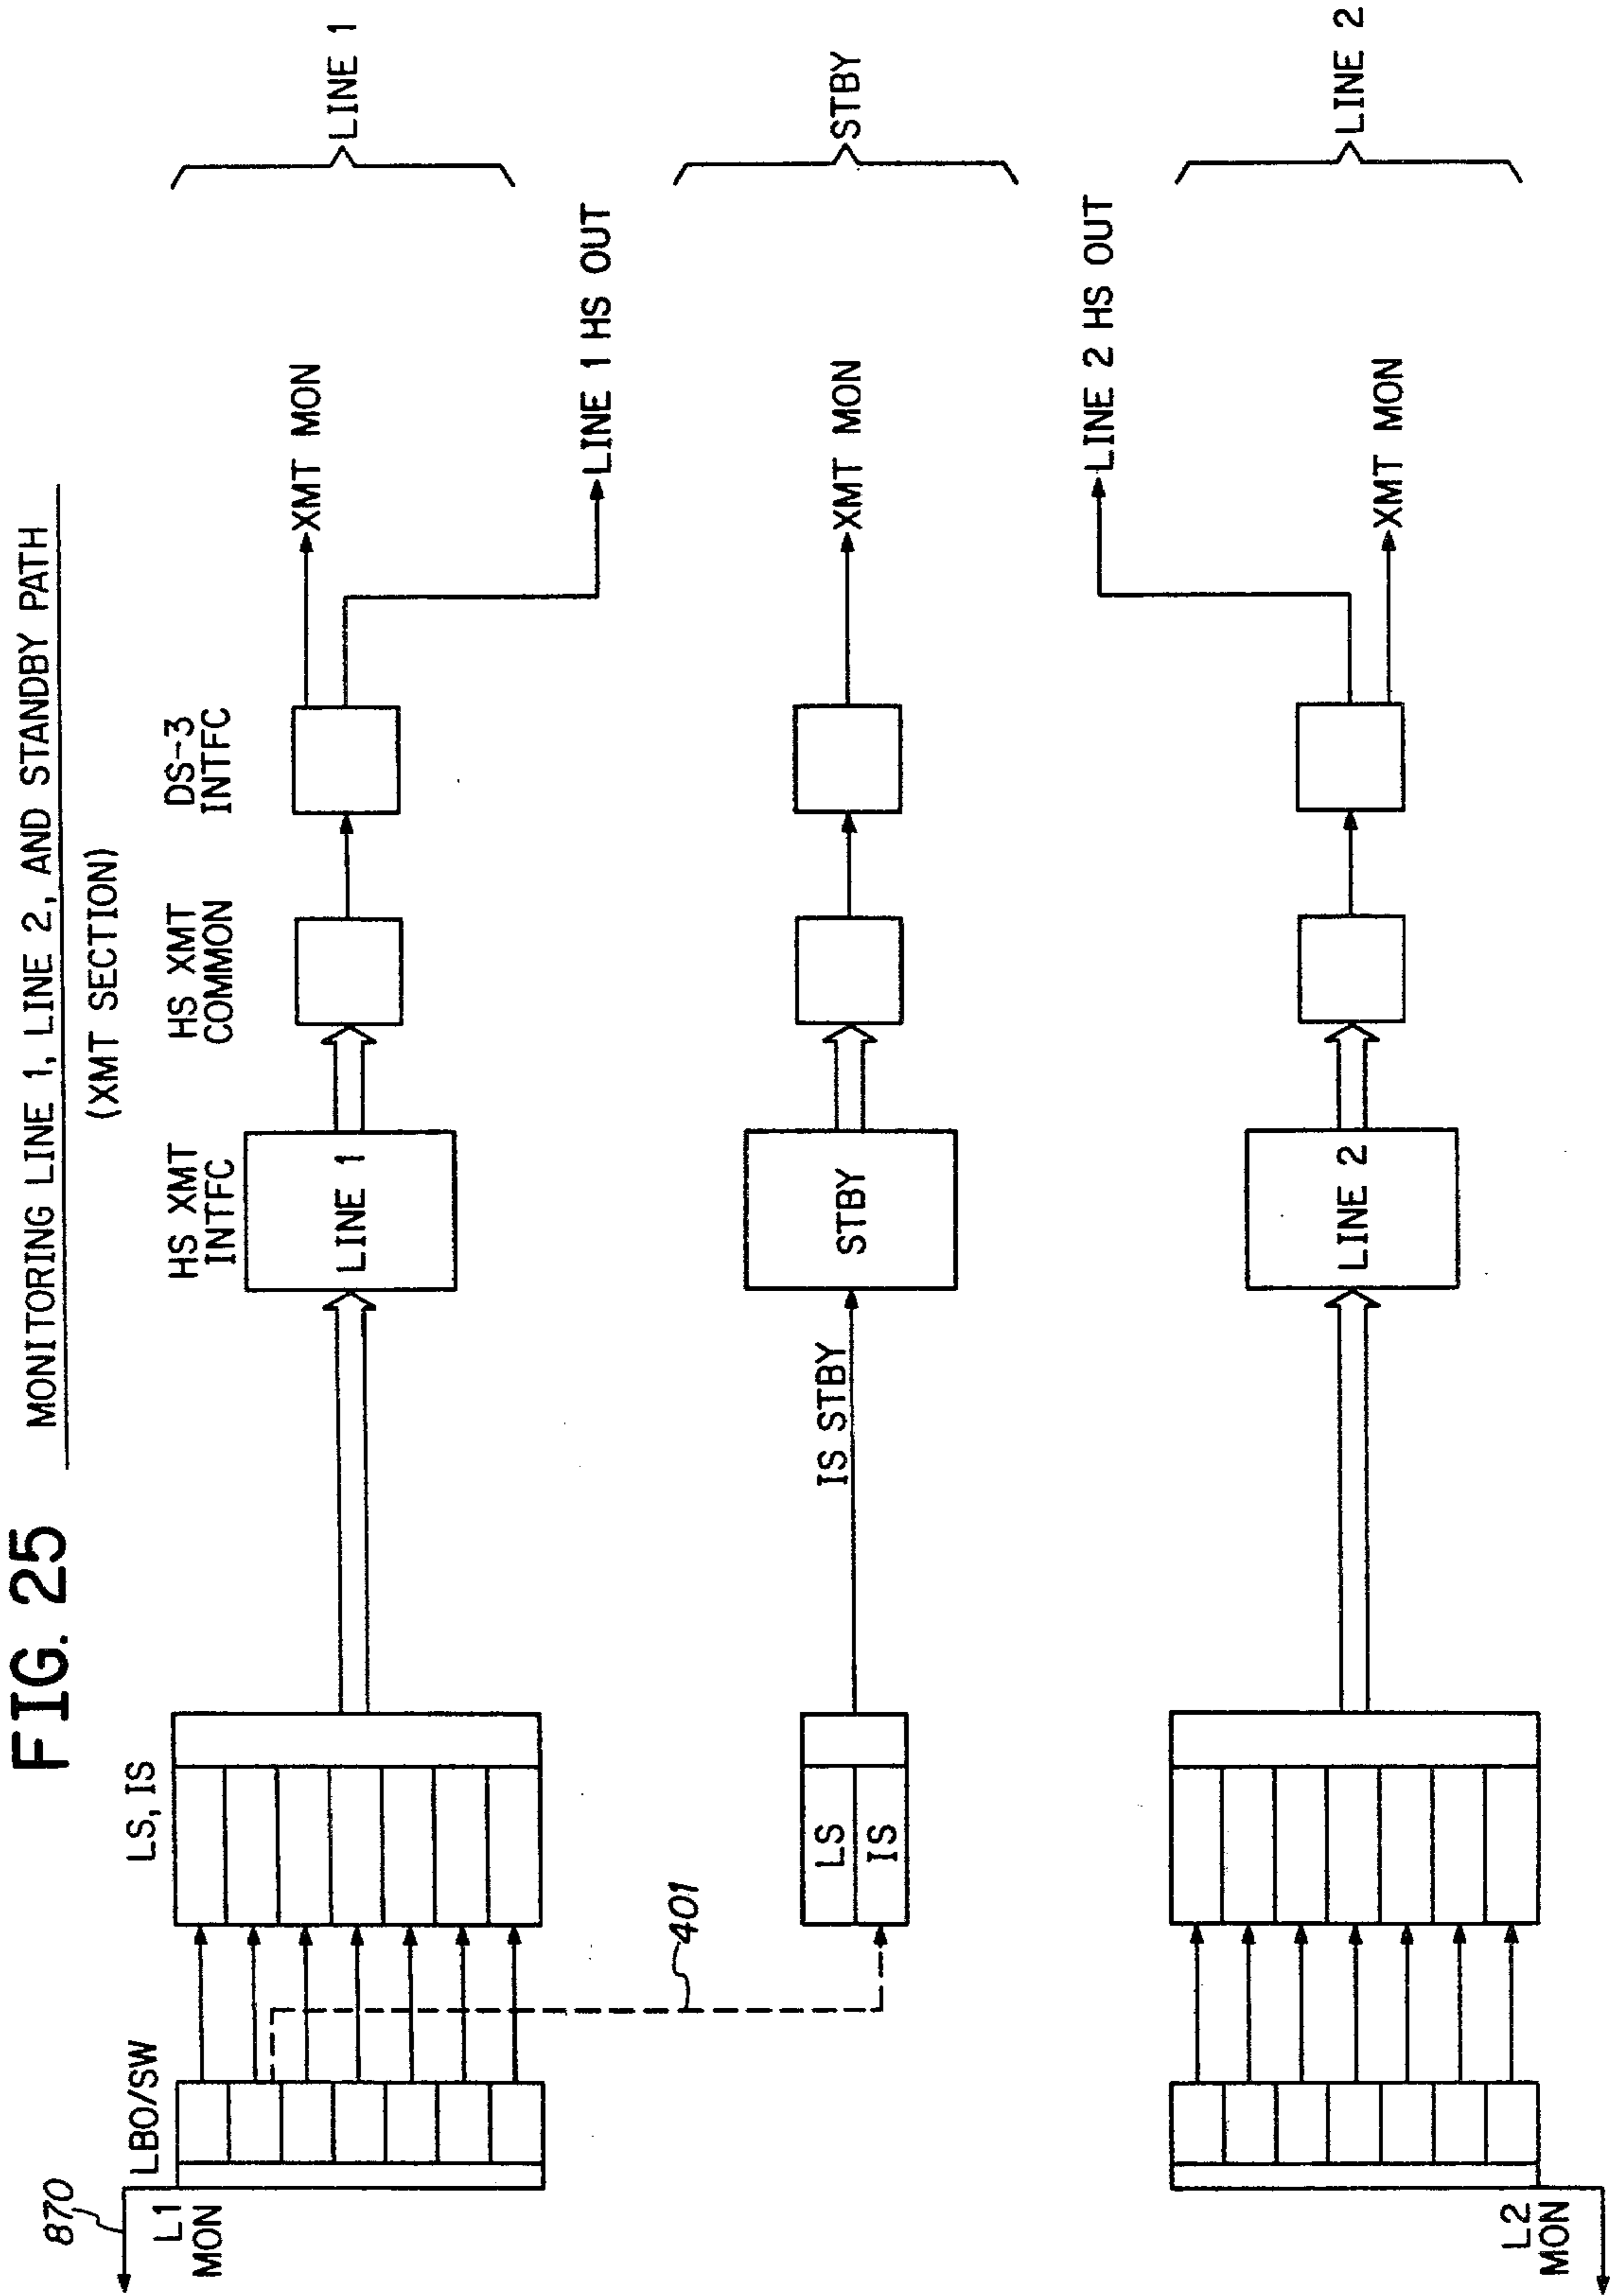 FIG. 25
MONITORING LINE 1, LINE 2, AND STANDBY PATH
(XMT SECTION)
870
L1
MON
LBO/SW
LS, IS
HS XMT
INTFC
HS XMT
COMMON
DS-3
INTFC
LINE 1
XMT MON
LINE 1 HS OUT
LINE 1
401
LS
IS
IS STBY
STBY
XMT MON
STBY
L2
MON
LINE 2
LINE 2 HS OUT
XMT MON
LINE 2